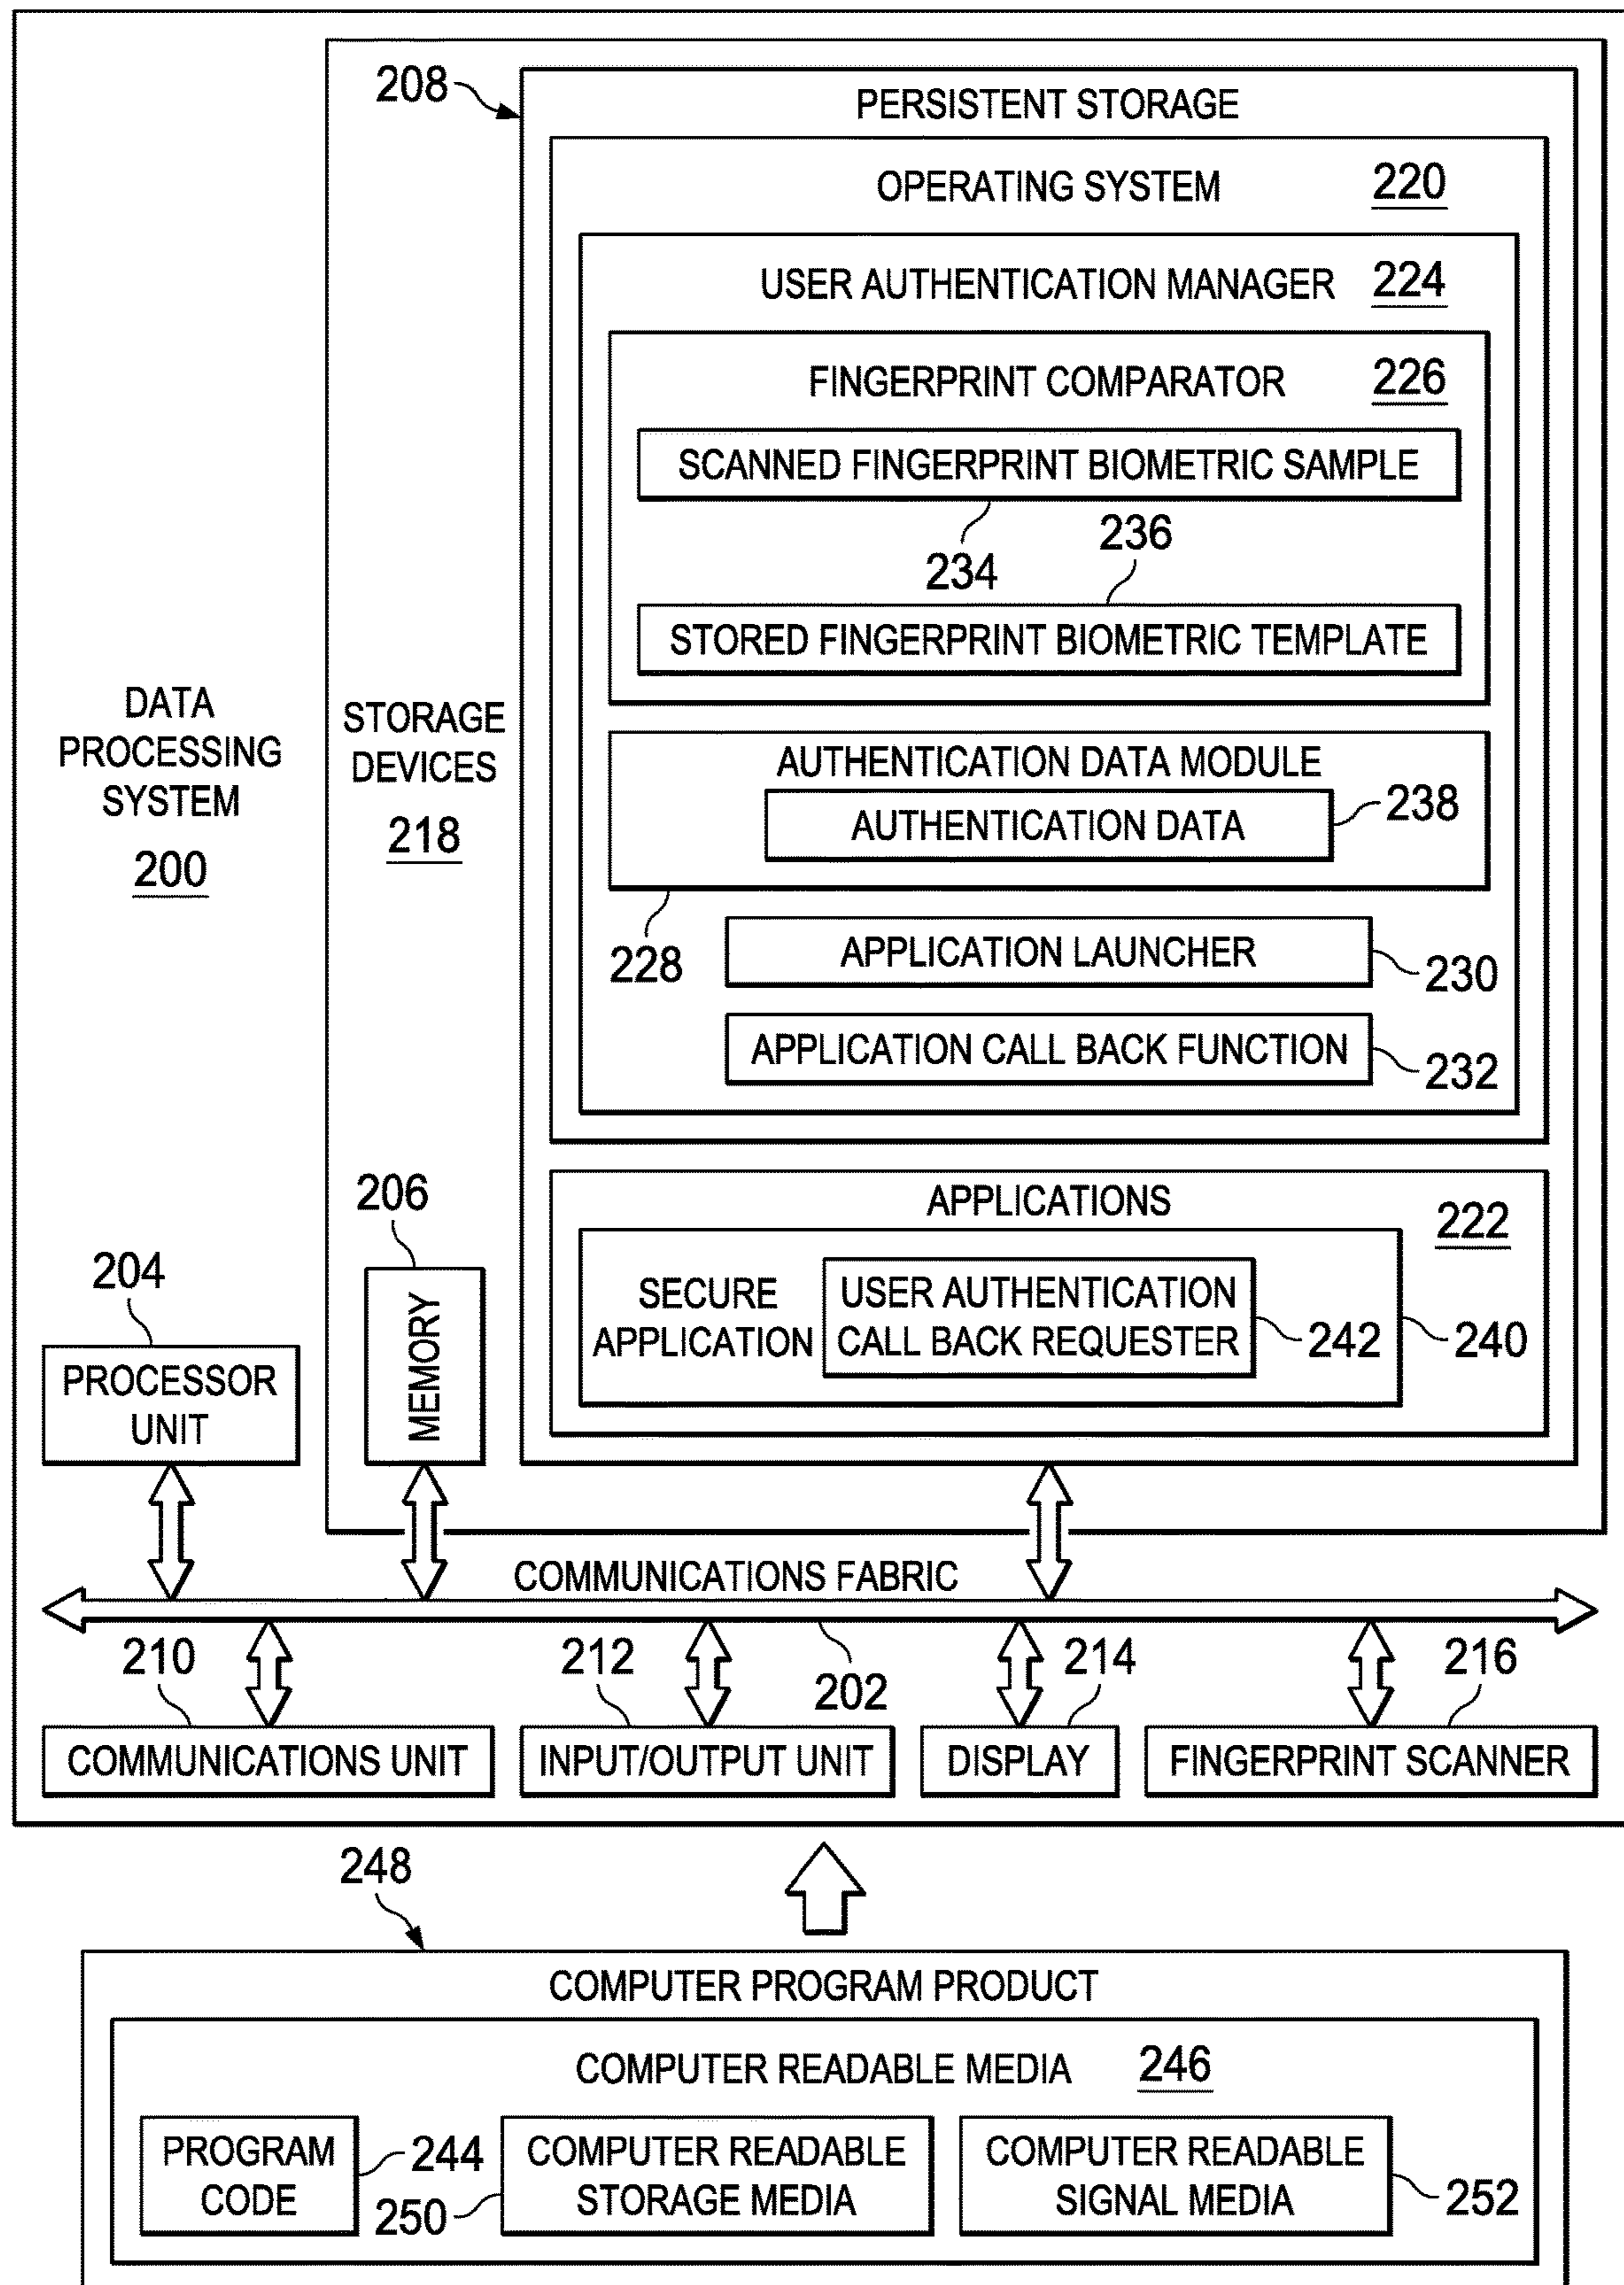 208
PERSISTENT STORAGE
OPERATING SYSTEM 220
USER AUTHENTICATION MANAGER 224
FINGERPRINT COMPARATOR 226
SCANNED FINGERPRINT BIOMETRIC SAMPLE
234
236
STORED FINGERPRINT BIOMETRIC TEMPLATE
DATA
PROCESSING
SYSTEM
200
STORAGE
DEVICES
218
AUTHENTICATION DATA MODULE
AUTHENTICATION DATA
238
228
APPLICATION LAUNCHER
230
APPLICATION CALL BACK FUNCTION
232
APPLICATIONS
222
SECURE
APPLICATION
USER AUTHENTICATION
CALL BACK REQUESTER
242
240
206
MEMORY
204
PROCESSOR
UNIT
COMMUNICATIONS FABRIC
202
210
COMMUNICATIONS UNIT
212
INPUT/OUTPUT UNIT
214
DISPLAY
216
FINGERPRINT SCANNER
248
COMPUTER PROGRAM PRODUCT
COMPUTER READABLE MEDIA 246
PROGRAM
CODE
244
250
COMPUTER READABLE
STORAGE MEDIA
COMPUTER READABLE
SIGNAL MEDIA
252